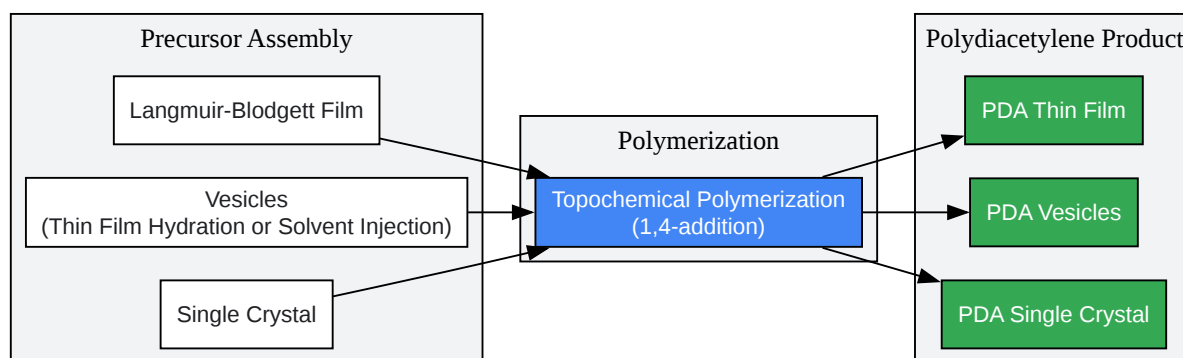 Precursor Assembly
Langmuir-Blodgett Film
Vesicles
(Thin Film Hydration or Solvent Injection)
Single Crystal
Polymerization
Topochemical Polymerization
(1,4-addition)
Polydiacetylene Product
PDA Thin Film
PDA Vesicles
PDA Single Crystal